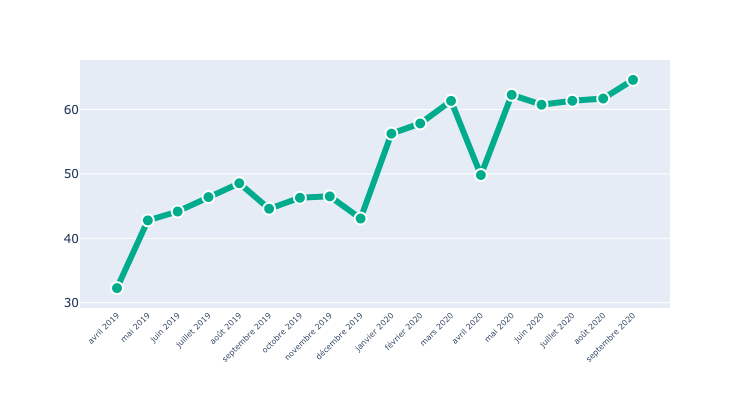 60
50
40
30
avril 2019
mai 2019
juin 2019
juillet 2019
août 2019
septembre 2019
octobre 2019
novembre 2019
décembre 2019
janvier 2020
février 2020
mars 2020
avril 2020
mai 2020
juin 2020
juillet 2020
août 2020
septembre 2020